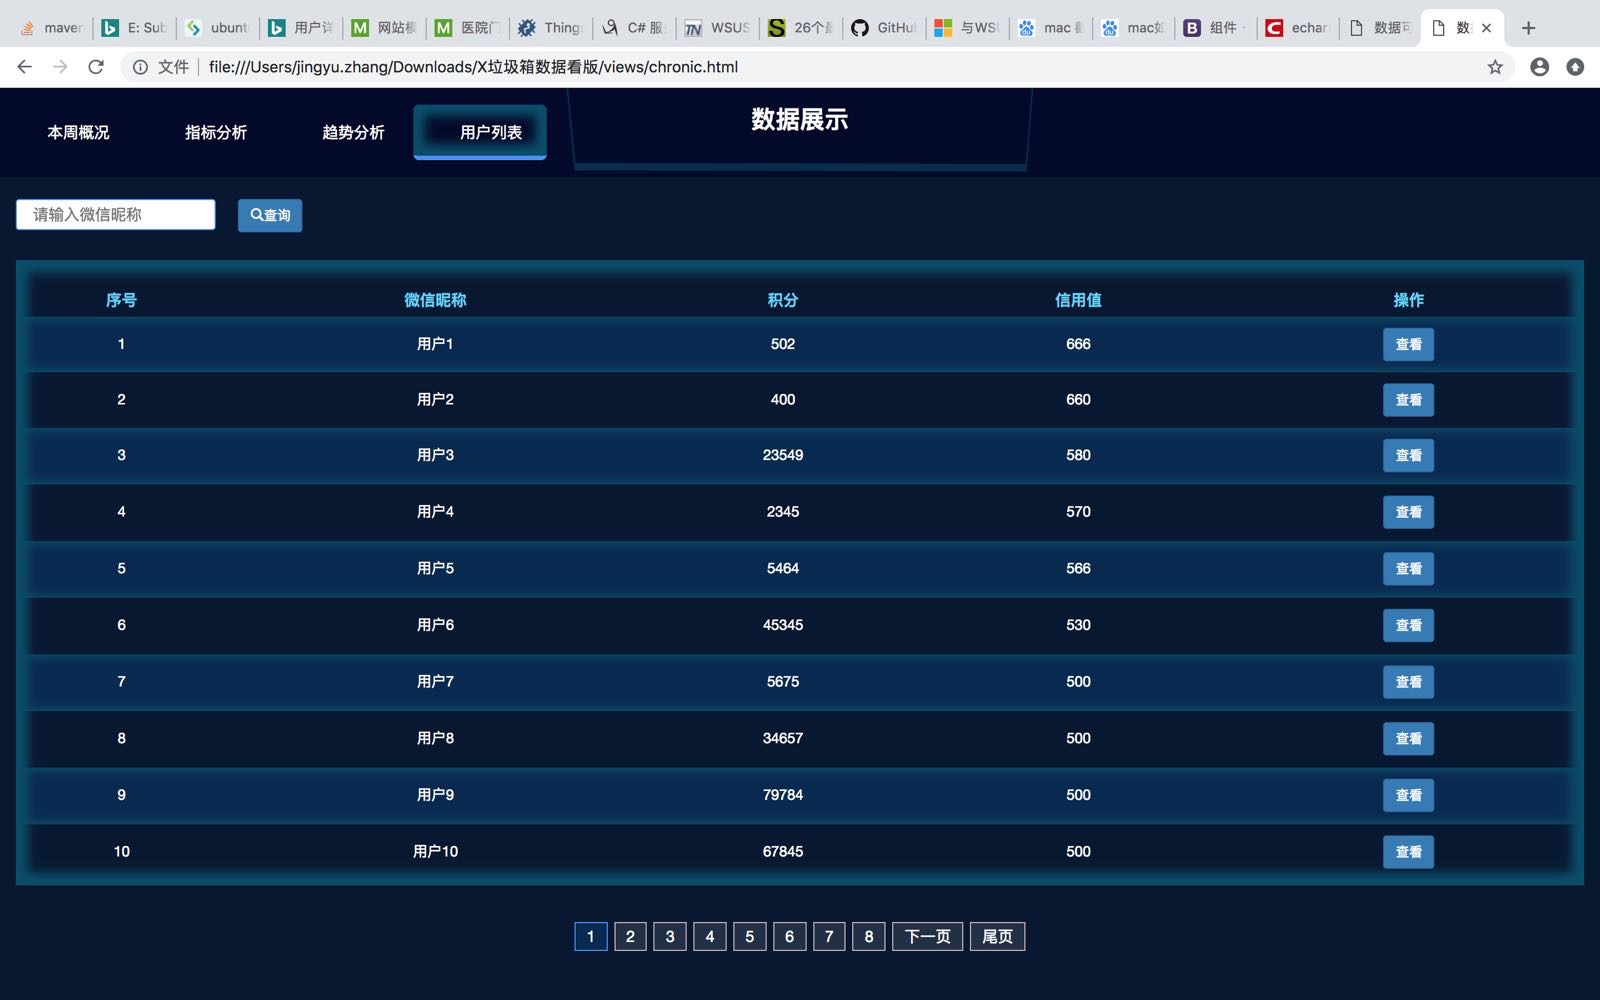 maver E: Sub ubunt 用户详 网站模 医院门 Things C# 服 WSUS 26个最 GitHu 与WSU mac 截 mac如 组件 - echar 数据可 数
文件 file:///Users/jingyu.zhang/Downloads/X垃圾箱数据看版/views/chronic.html
本周概况 指标分析 趋势分析 用户列表 数据展示
请输入微信昵称 查询
序号 微信昵称 积分 信用值 操作
1 用户1 502 666 查看
2 用户2 400 660 查看
3 用户3 23549 580 查看
4 用户4 2345 570 查看
5 用户5 5464 566 查看
6 用户6 45345 530 查看
7 用户7 5675 500 查看
8 用户8 34657 500 查看
9 用户9 79784 500 查看
10 用户10 67845 500 查看
1 2 3 4 5 6 7 8 下一页 尾页